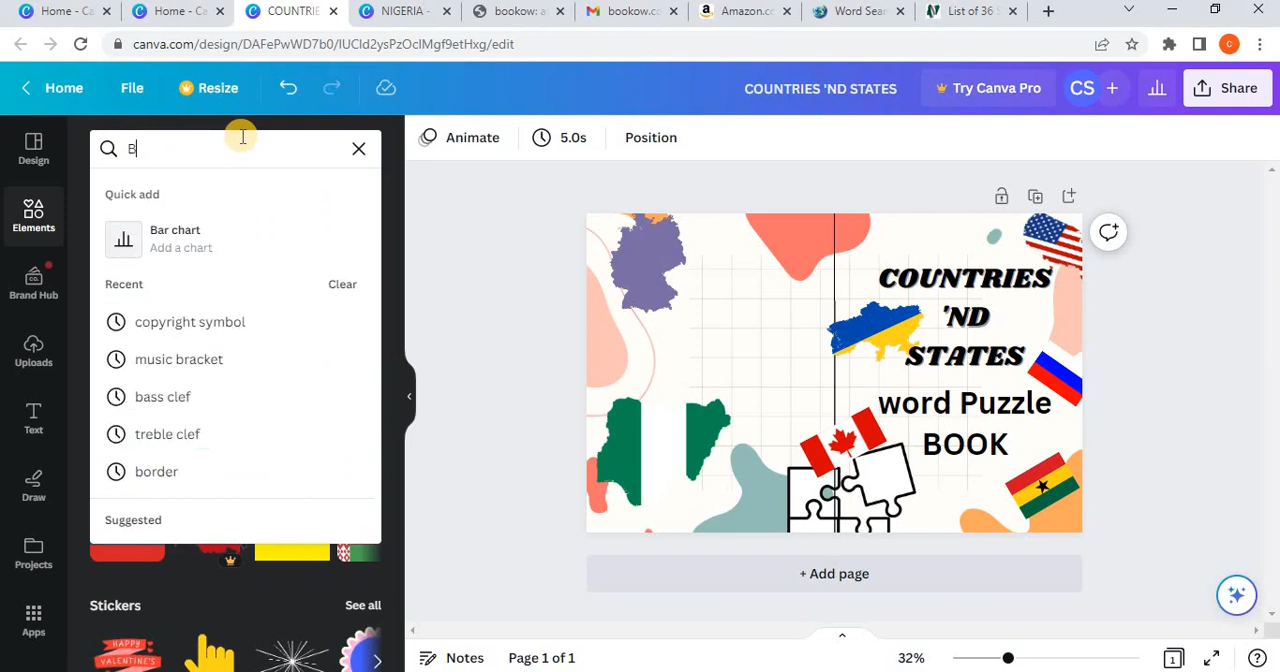 Home - Ca
Home - Ca
COUNTRIE
NIGERIA -
bookow: a
bookow.co
Amazon.c
Word Sear
List of 36 S
canva.com/design/DAFePwWD7b0/IUCld2ysPzOclMgf9etHxg/edit
C
Home
File
Resize
COUNTRIES 'ND STATES
CS
Try Canva Pro
Share
Design
Elements
Brand Hub
Uploads
Text
Draw
Projects
Apps
B
Quick add
Bar chart
Add a chart
Recent
Clear
copyright symbol
music bracket
bass clef
treble clef
border
Suggested
Stickers
See all
HAPPY
VALENTINE'S
Animate
5.0s
Position
COUNTRIES
'ND
STATES
word Puzzle
BOOK
+ Add page
Notes
Page 1 of 1
32%
1